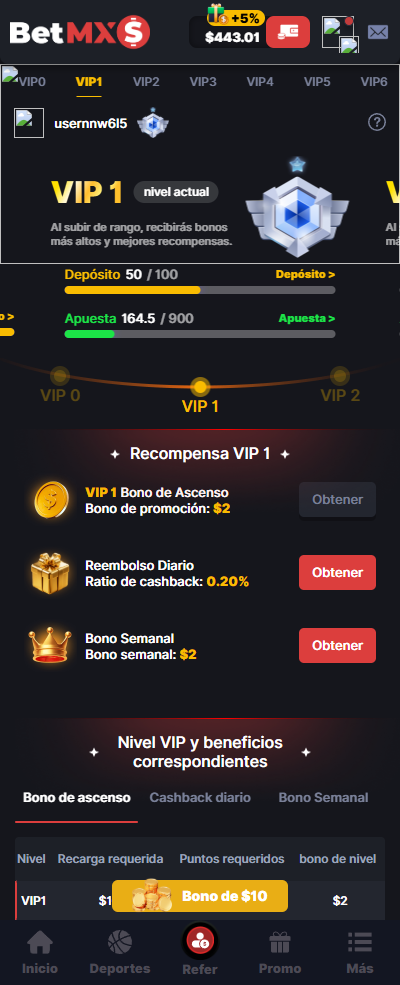 BetMX$
+5%
$443.01
VIP0 VIP1 VIP2 VIP3 VIP4 VIP5 VIP6
usernnw6l5
VIP 1 nivel actual
Al subir de rango, recibirás bonos
más altos y mejores recompensas.
Depósito 50 / 100 Depósito >
Apuesta 164.5 / 900 Apuesta >
VIP 0 VIP 1 VIP 2
Recompensa VIP 1
VIP 1 Bono de Ascenso
Bono de promoción: $2
Obtener
Reembolso Diario
Ratio de cashback: 0.20%
Obtener
Bono Semanal
Bono semanal: $2
Obtener
Nivel VIP y beneficios
correspondientes
Bono de ascenso Cashback diario Bono Semanal
Nivel Recarga requerida Puntos requeridos bono de nivel
VIP1 $2
Bono de $10
Inicio Deportes Refer Promo Más